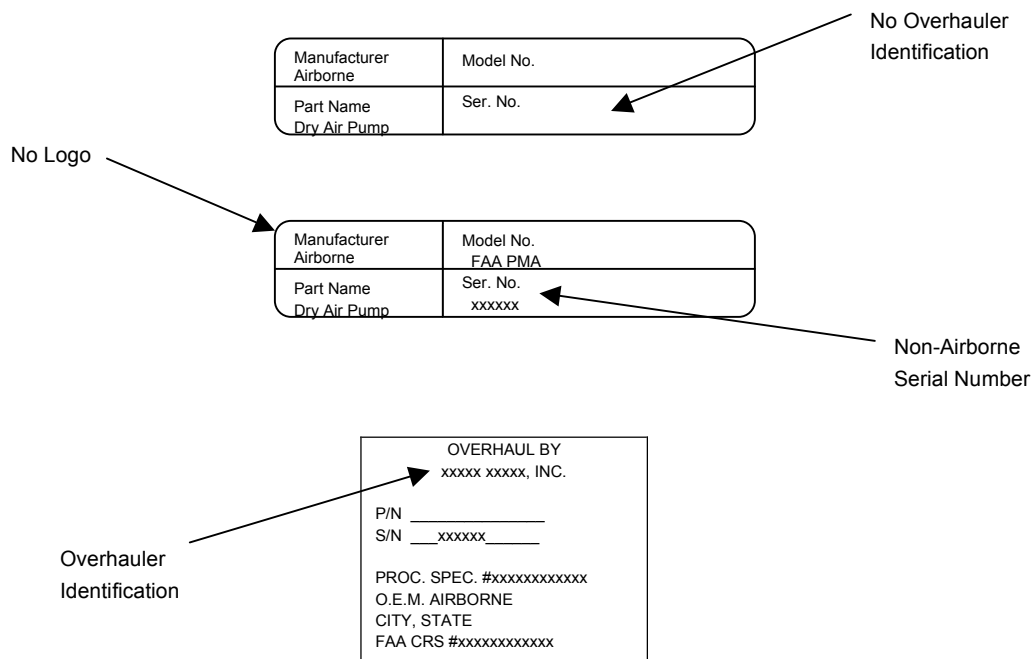 No Overhauler
Identification
Manufacturer
Airborne
Model No.
Part Name
Dry Air Pump
Ser. No.
No Logo
Manufacturer
Airborne
Model No.
FAA PMA
Part Name
Dry Air Pump
Ser. No.
xxxxxx
Non-Airborne
Serial Number
OVERHAUL BY
xxxxx xxxxx, INC.
P/N ________________
S/N ___xxxxxx______
Overhauler
Identification
PROC. SPEC. #xxxxxxxxxxxx
O.E.M. AIRBORNE
CITY, STATE
FAA CRS #xxxxxxxxxxxx